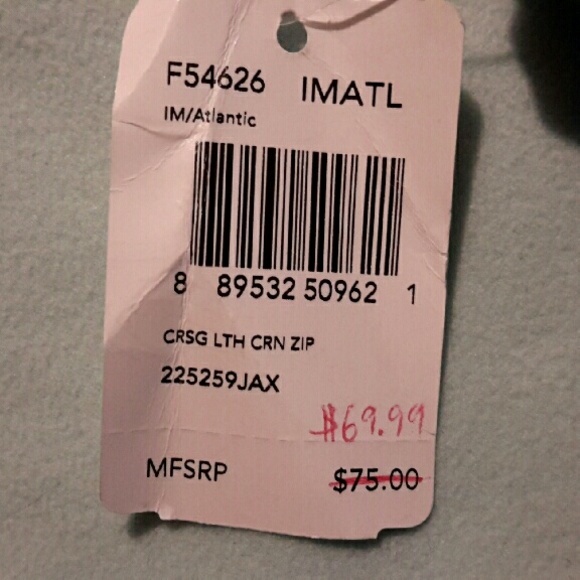 F54626 IMATL
IM/Atlantic
8 89532 50962 1
CRSG LTH CRN ZIP
225259JAX
$69.99
MFSRP $75.00